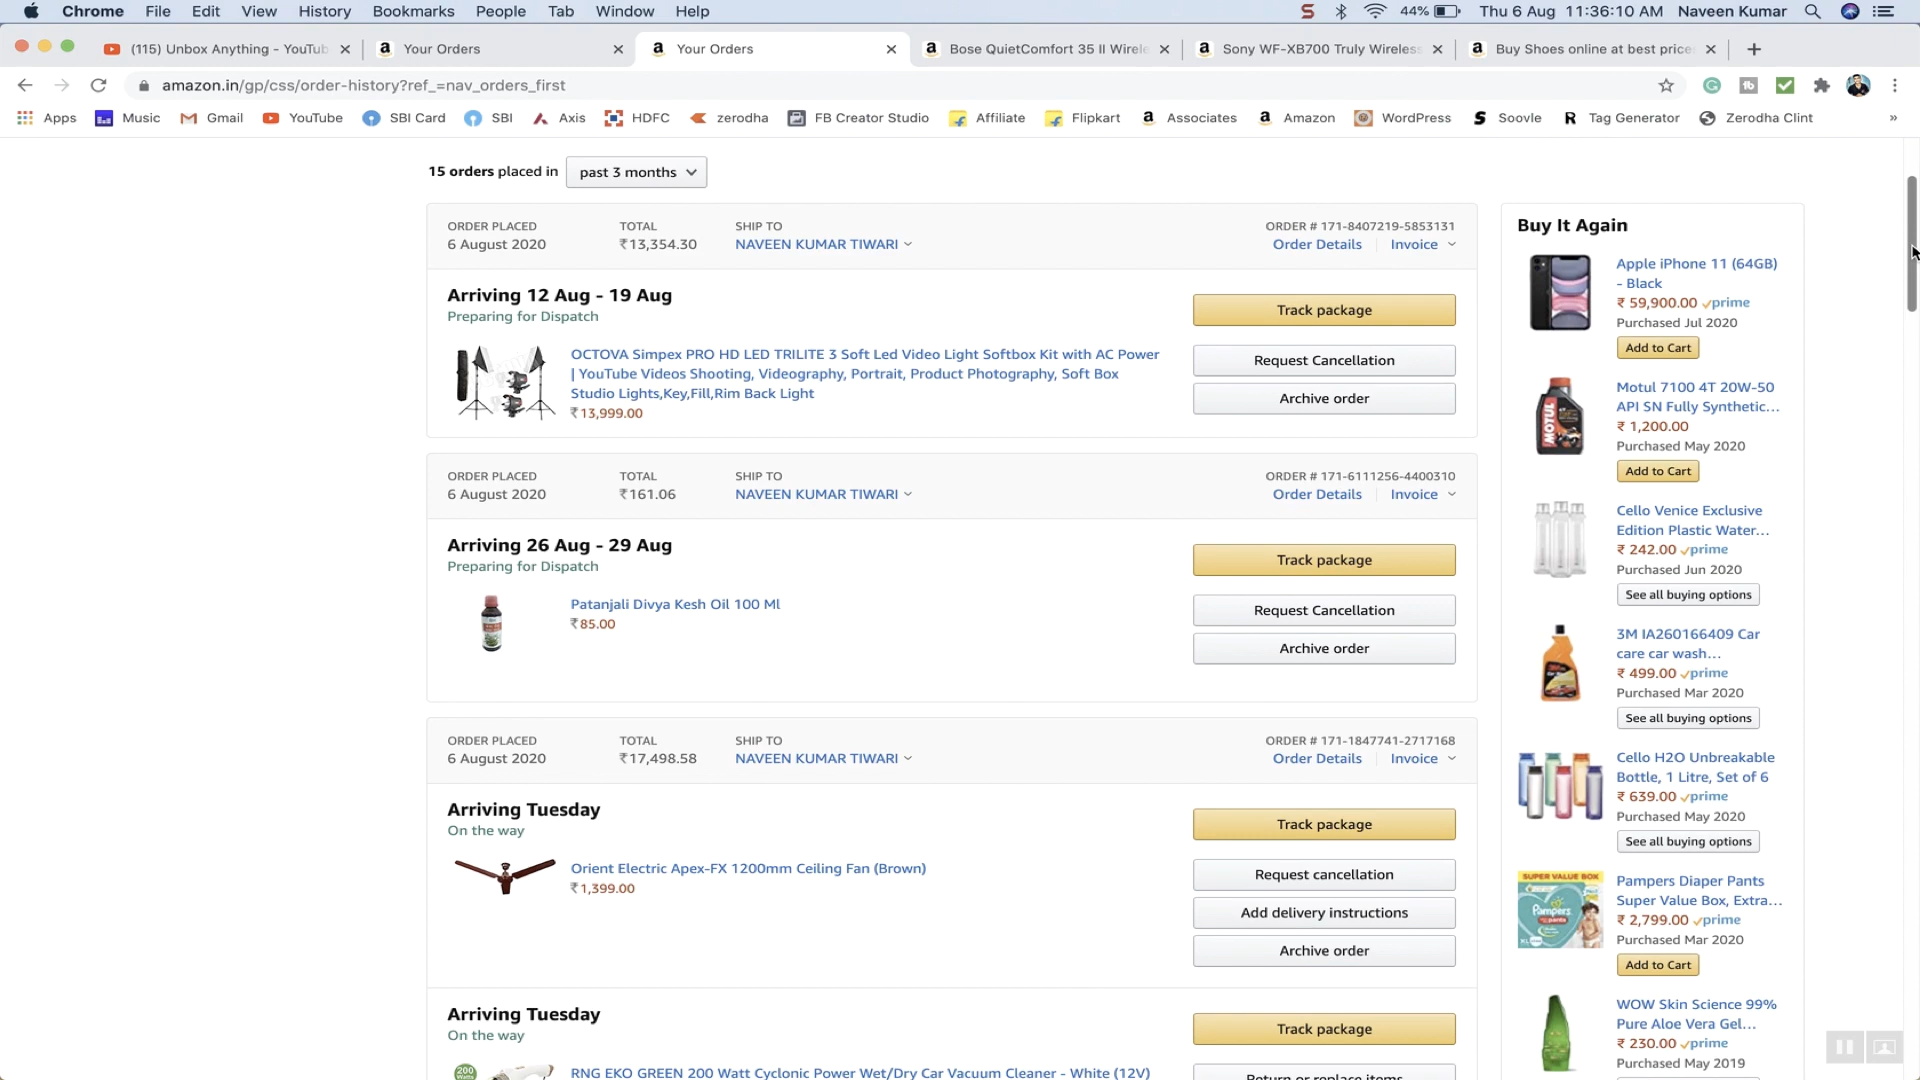 Chrome File Edit View History Bookmarks People Tab Window Help 44% Thu 6 Aug 11:36:10 AM Naveen Kumar
(115) Unbox Anything - YouTub Your Orders Your Orders Bose QuietComfort 35 II Wirele Sony WF-XB700 Truly Wireless Buy Shoes online at best price
amazon.in/gp/css/order-history?ref_=nav_orders_first
Apps Music Gmail YouTube SBI Card SBI Axis HDFC zerodha FB Creator Studio Affiliate Flipkart Associates Amazon WordPress Soovle Tag Generator Zerodha Clint »
15 orders placed in past 3 months
ORDER PLACED TOTAL SHIP TO ORDER # 171-8407219-5853131
6 August 2020 ₹13,354.30 NAVEEN KUMAR TIWARI Order Details Invoice
Arriving 12 Aug - 19 Aug
Preparing for Dispatch
Track package
OCTOVA Simpex PRO HD LED TRILITE 3 Soft Led Video Light Softbox Kit with AC Power
| YouTube Videos Shooting, Videography, Portrait, Product Photography, Soft Box
Studio Lights,Key,Fill,Rim Back Light
₹13,999.00
Request Cancellation
Archive order
ORDER PLACED TOTAL SHIP TO ORDER # 171-6111256-4400310
6 August 2020 ₹161.06 NAVEEN KUMAR TIWARI Order Details Invoice
Arriving 26 Aug - 29 Aug
Preparing for Dispatch
Track package
Patanjali Divya Kesh Oil 100 Ml
₹85.00
Request Cancellation
Archive order
ORDER PLACED TOTAL SHIP TO ORDER # 171-1847741-2717168
6 August 2020 ₹17,498.58 NAVEEN KUMAR TIWARI Order Details Invoice
Arriving Tuesday
On the way
Track package
Orient Electric Apex-FX 1200mm Ceiling Fan (Brown)
₹1,399.00
Request cancellation
Add delivery instructions
Archive order
Arriving Tuesday
On the way
Track package
200
Watts
RNG EKO GREEN 200 Watt Cyclonic Power Wet/Dry Car Vacuum Cleaner - White (12V)
Return or replace items
Buy It Again
Apple iPhone 11 (64GB)
- Black
₹ 59,900.00 prime
Purchased Jul 2020
Add to Cart
MOTUL
Motul 7100 4T 20W-50
API SN Fully Synthetic...
₹ 1,200.00
Purchased May 2020
Add to Cart
Cello Venice Exclusive
Edition Plastic Water...
₹ 242.00 prime
Purchased Jun 2020
See all buying options
3M IA260166409 Car
care car wash...
₹ 499.00 prime
Purchased Mar 2020
See all buying options
Cello H2O Unbreakable
Bottle, 1 Litre, Set of 6
₹ 639.00 prime
Purchased May 2020
See all buying options
SUPER VALUE BOX
Pampers
Pampers Diaper Pants
Super Value Box, Extra...
₹ 2,799.00 prime
Purchased Mar 2020
Add to Cart
WOW Skin Science 99%
Pure Aloe Vera Gel...
₹ 230.00 prime
Purchased May 2019